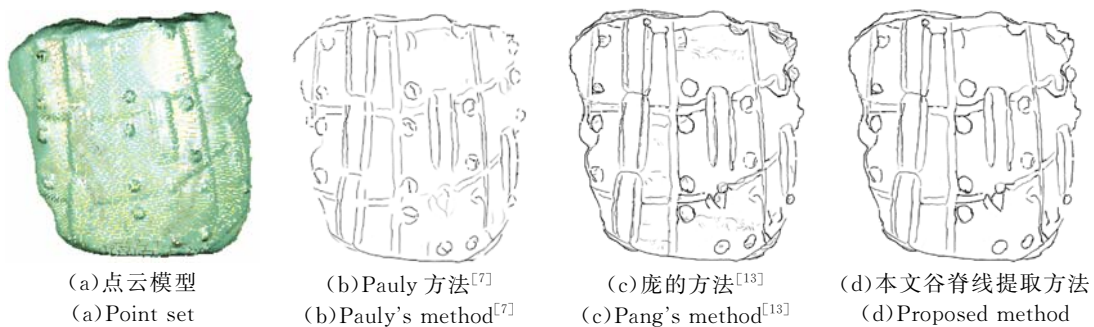 (a)点云模型
(a)Point set
(b)Pauly 方法[7]
(b)Pauly's method[7]
(c)庞的方法[13]
(c)Pang's method[13]
(d)本文谷脊线提取方法
(d)Proposed method